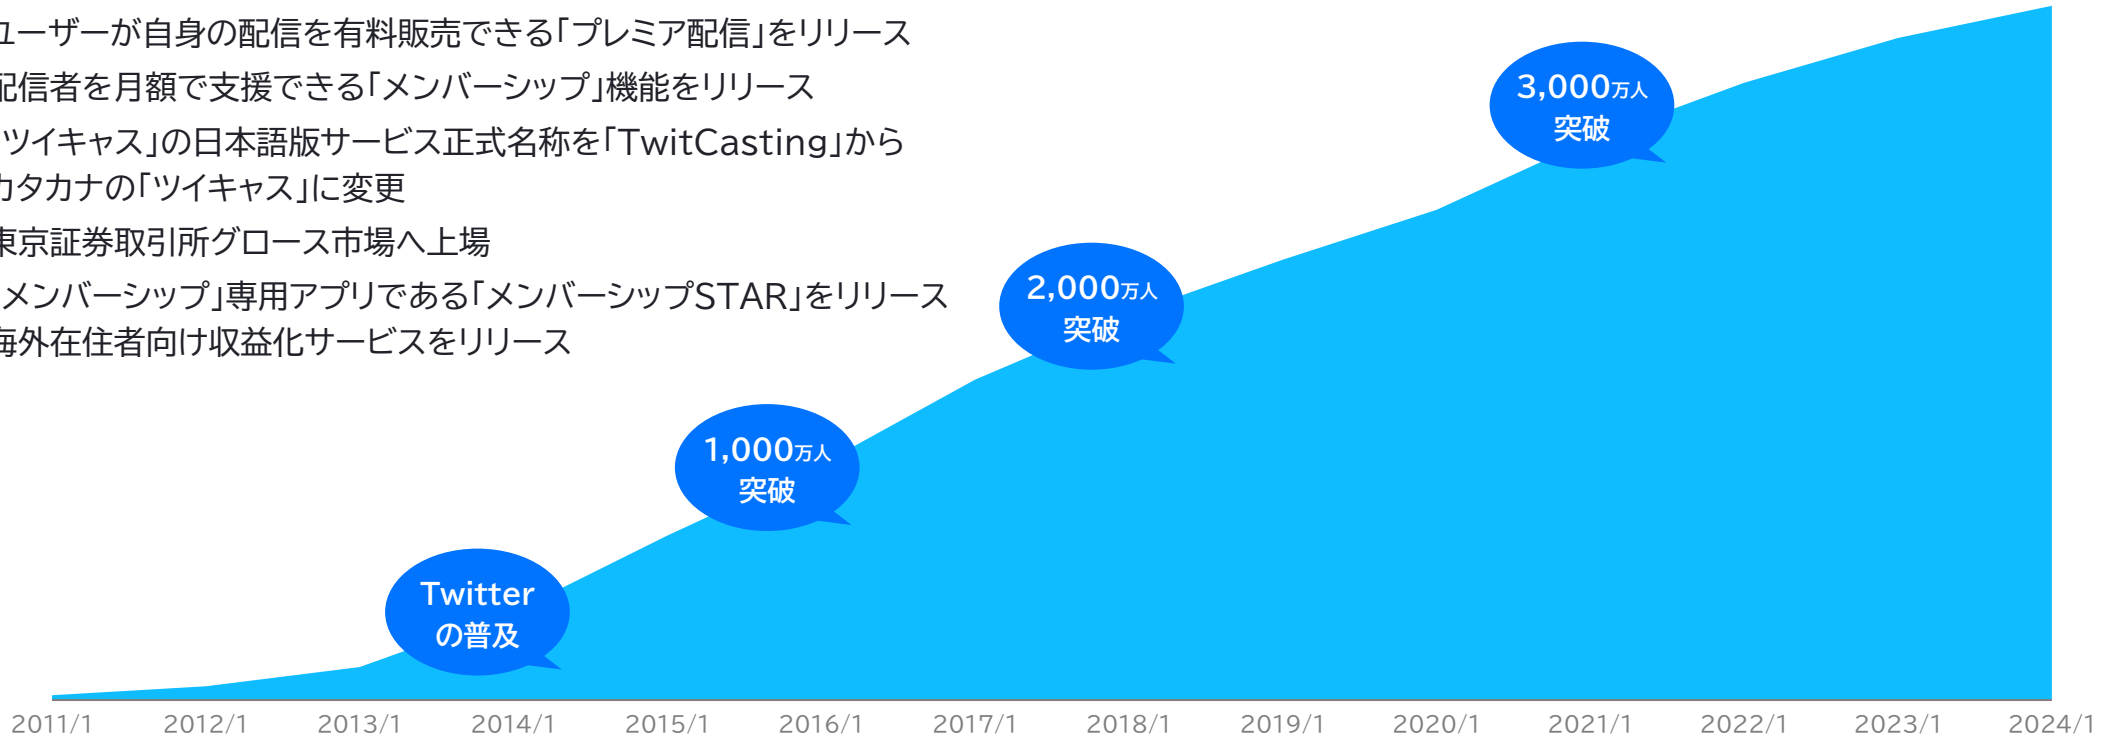 ユーザーが自身の配信を有料販売できる「プレミア配信」をリリース
配信者を月額で支援できる「メンバーシップ」機能をリリース
「ツイキャス」の日本語版サービス正式名称を「TwitCasting」から
カタカナの「ツイキャス」に変更
東京証券取引所グロース市場へ上場
「メンバーシップ」専用アプリである「メンバーシップSTAR」をリリース
海外在住者向け収益化サービスをリリース
3,000万人
突破
2,000万人
突破
1,000万人
突破
Twitter
の普及
2011/1 2012/1 2013/1 2014/1 2015/1 2016/1 2017/1 2018/1 2019/1 2020/1 2021/1 2022/1 2023/1 2024/1